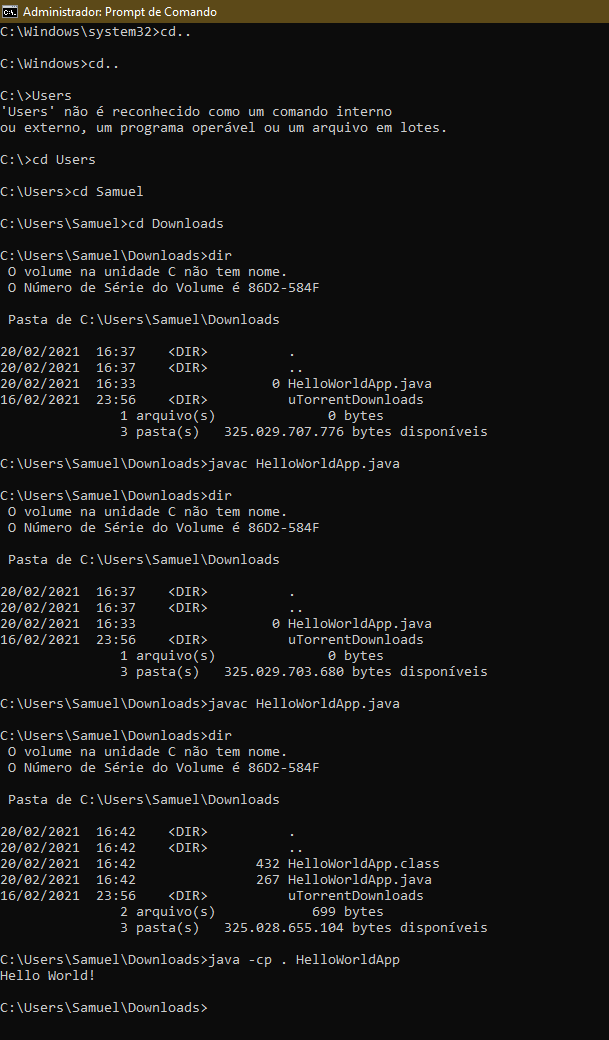 Administrador: Prompt de Comando
C:\Windows\system32>cd..
C:\Windows>cd..
C:\>Users
'Users' não é reconhecido como um comando interno
ou externo, um programa operável ou um arquivo em lotes.
C:\>cd Users
C:\Users>cd Samuel
C:\Users\Samuel>cd Downloads
C:\Users\Samuel\Downloads>dir
 O volume na unidade C não tem nome.
 O Número de Série do Volume é 86D2-584F
 Pasta de C:\Users\Samuel\Downloads
20/02/2021  16:37    <DIR>          .
20/02/2021  16:37    <DIR>          ..
20/02/2021  16:33                 0 HelloWorldApp.java
16/02/2021  23:56    <DIR>          uTorrentDownloads
               1 arquivo(s)              0 bytes
               3 pasta(s)   325.029.707.776 bytes disponíveis
C:\Users\Samuel\Downloads>javac HelloWorldApp.java
C:\Users\Samuel\Downloads>dir
 O volume na unidade C não tem nome.
 O Número de Série do Volume é 86D2-584F
 Pasta de C:\Users\Samuel\Downloads
20/02/2021  16:37    <DIR>          .
20/02/2021  16:37    <DIR>          ..
20/02/2021  16:33                 0 HelloWorldApp.java
16/02/2021  23:56    <DIR>          uTorrentDownloads
               1 arquivo(s)              0 bytes
               3 pasta(s)   325.029.703.680 bytes disponíveis
C:\Users\Samuel\Downloads>javac HelloWorldApp.java
C:\Users\Samuel\Downloads>dir
 O volume na unidade C não tem nome.
 O Número de Série do Volume é 86D2-584F
 Pasta de C:\Users\Samuel\Downloads
20/02/2021  16:42    <DIR>          .
20/02/2021  16:42    <DIR>          ..
20/02/2021  16:42               432 HelloWorldApp.class
20/02/2021  16:42               267 HelloWorldApp.java
16/02/2021  23:56    <DIR>          uTorrentDownloads
               2 arquivo(s)            699 bytes
               3 pasta(s)   325.028.655.104 bytes disponíveis
C:\Users\Samuel\Downloads>java -cp . HelloWorldApp
Hello World!
C:\Users\Samuel\Downloads>